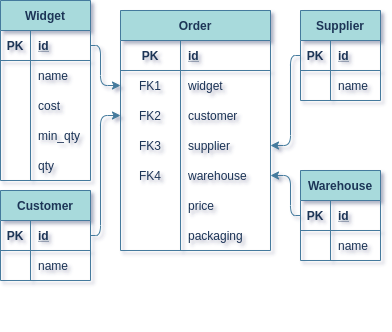 Widget
PK id
name
cost
min_qty
qty
Customer
PK id
name
Order
PK id
FK1 widget
FK2 customer
FK3 supplier
FK4 warehouse
price
packaging
Supplier
PK id
name
Warehouse
PK id
name